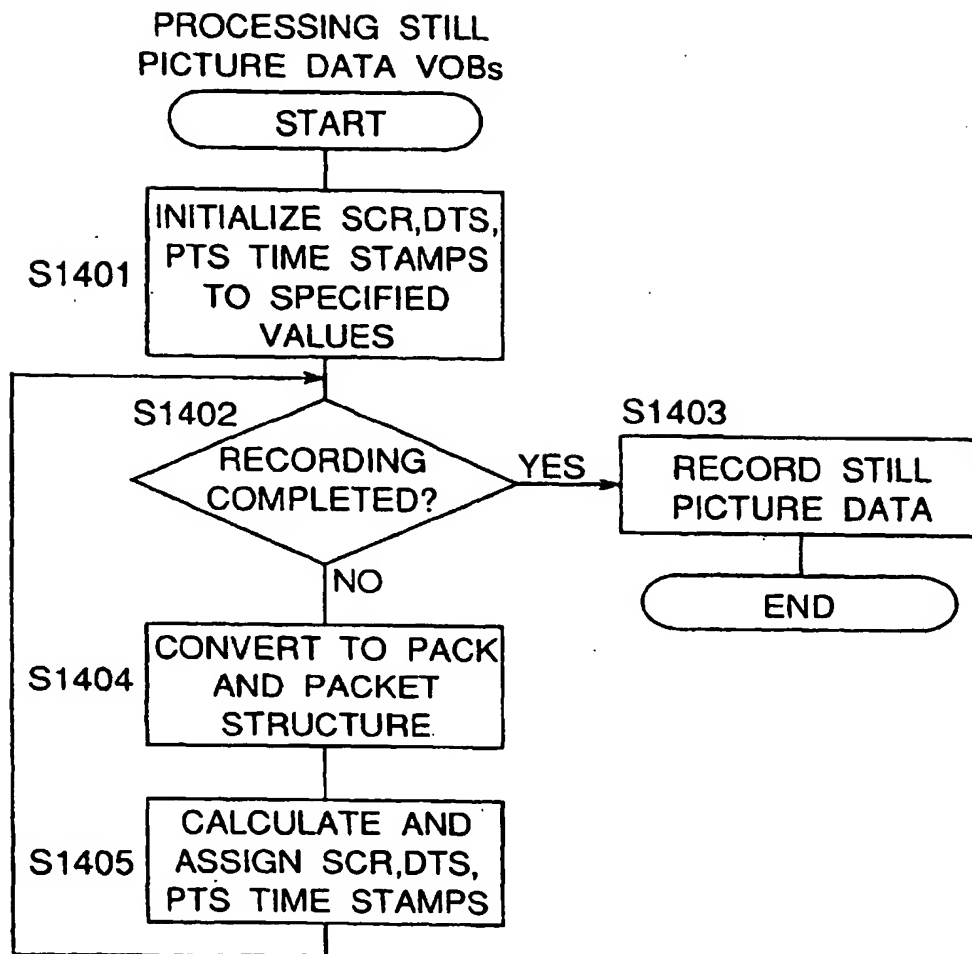 PROCESSING STILL
PICTURE DATA VOBs
START
S1401
INITIALIZE SCR,DTS,
PTS TIME STAMPS
TO SPECIFIED
VALUES
S1402
RECORDING
COMPLETED?
YES
S1403
RECORD STILL
PICTURE DATA
END
NO
S1404
CONVERT TO PACK
AND PACKET
STRUCTURE
S1405
CALCULATE AND
ASSIGN SCR,DTS,
PTS TIME STAMPS